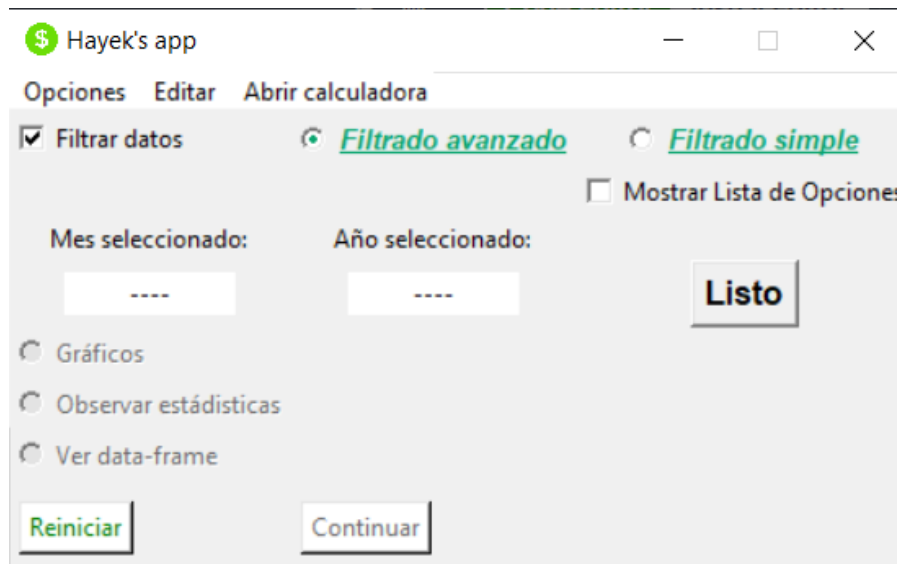 $ Hayek's app
Opciones Editar Abrir calculadora
Filtrar datos Filtrado avanzado Filtrado simple
Mostrar Lista de Opciones
Mes seleccionado: Año seleccionado:
---- ---- Listo
Gráficos
Observar estádisticas
Ver data-frame
Reiniciar Continuar